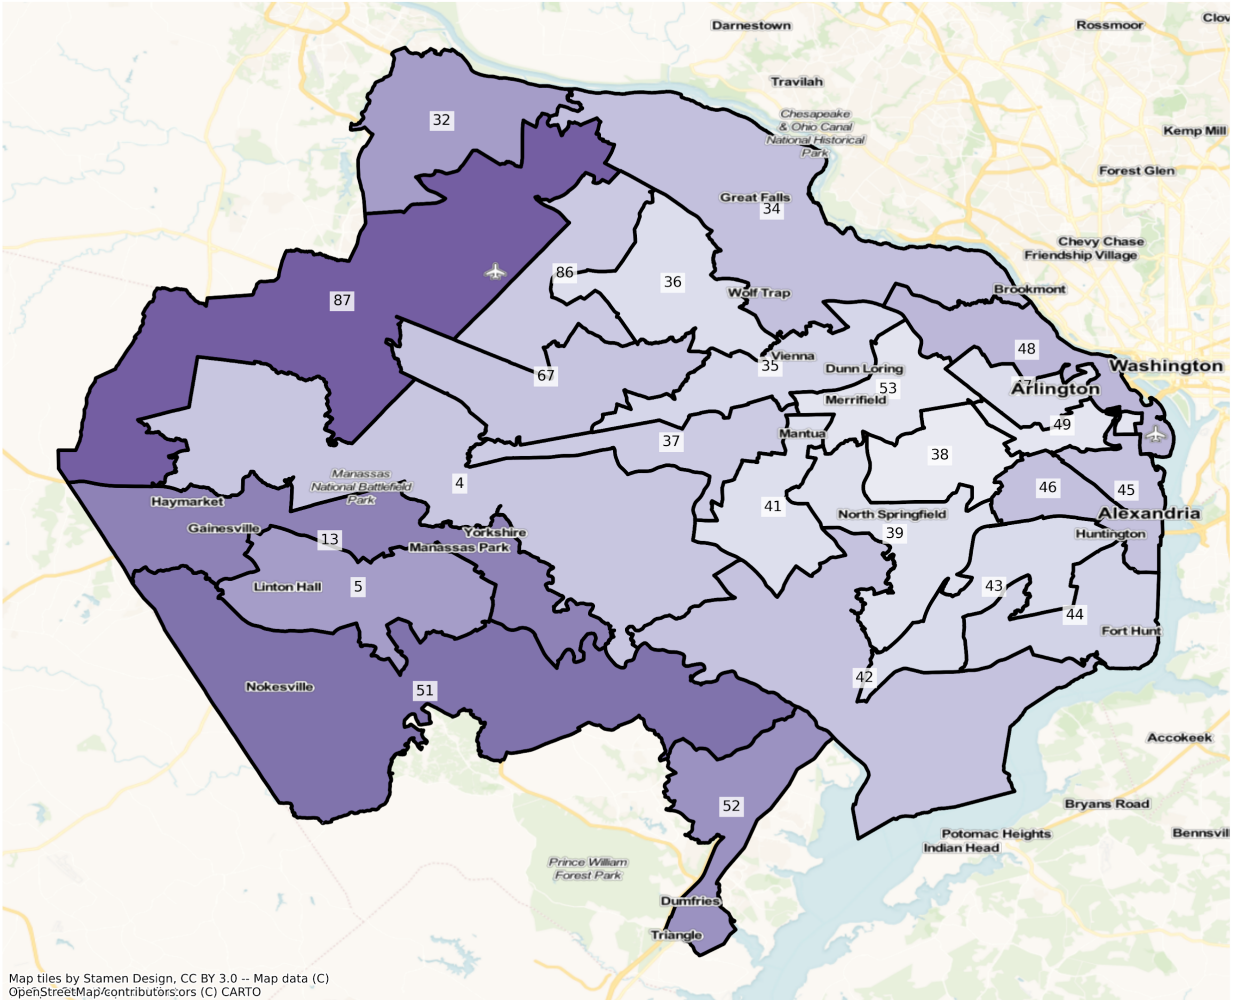 Darnestown
Rossmoor
Clov
Travilah
Chesapeake
& Ohio Canal
National Historical
Park
Kemp Mill
32
Forest Glen
Great Falls
34
Chevy Chase
Friendship Village
86
36
Wolf Trap
Brookmont
87
48
Vienna
35
Dunn Loring
Washington
67
53
Arlington
Merrifield
49
Mantua
37
38
Manassas
National Battlefield
Park
4
46
45
Haymarket
41
North Springfield
Alexandria
Gainesville
Yorkshire
39
Huntington
13
Manassas Park
Linton Hall
5
43
44
Fort Hunt
Nokesville
51
42
Accokeek
52
Bryans Road
Potomac Heights
Bennsvil
Indian Head
Prince William
Forest Park
Dumfries
Triangle
Map tiles by Stamen Design, CC BY 3.0 -- Map data (C)
OpenStreetMap contributors (C) CARTO